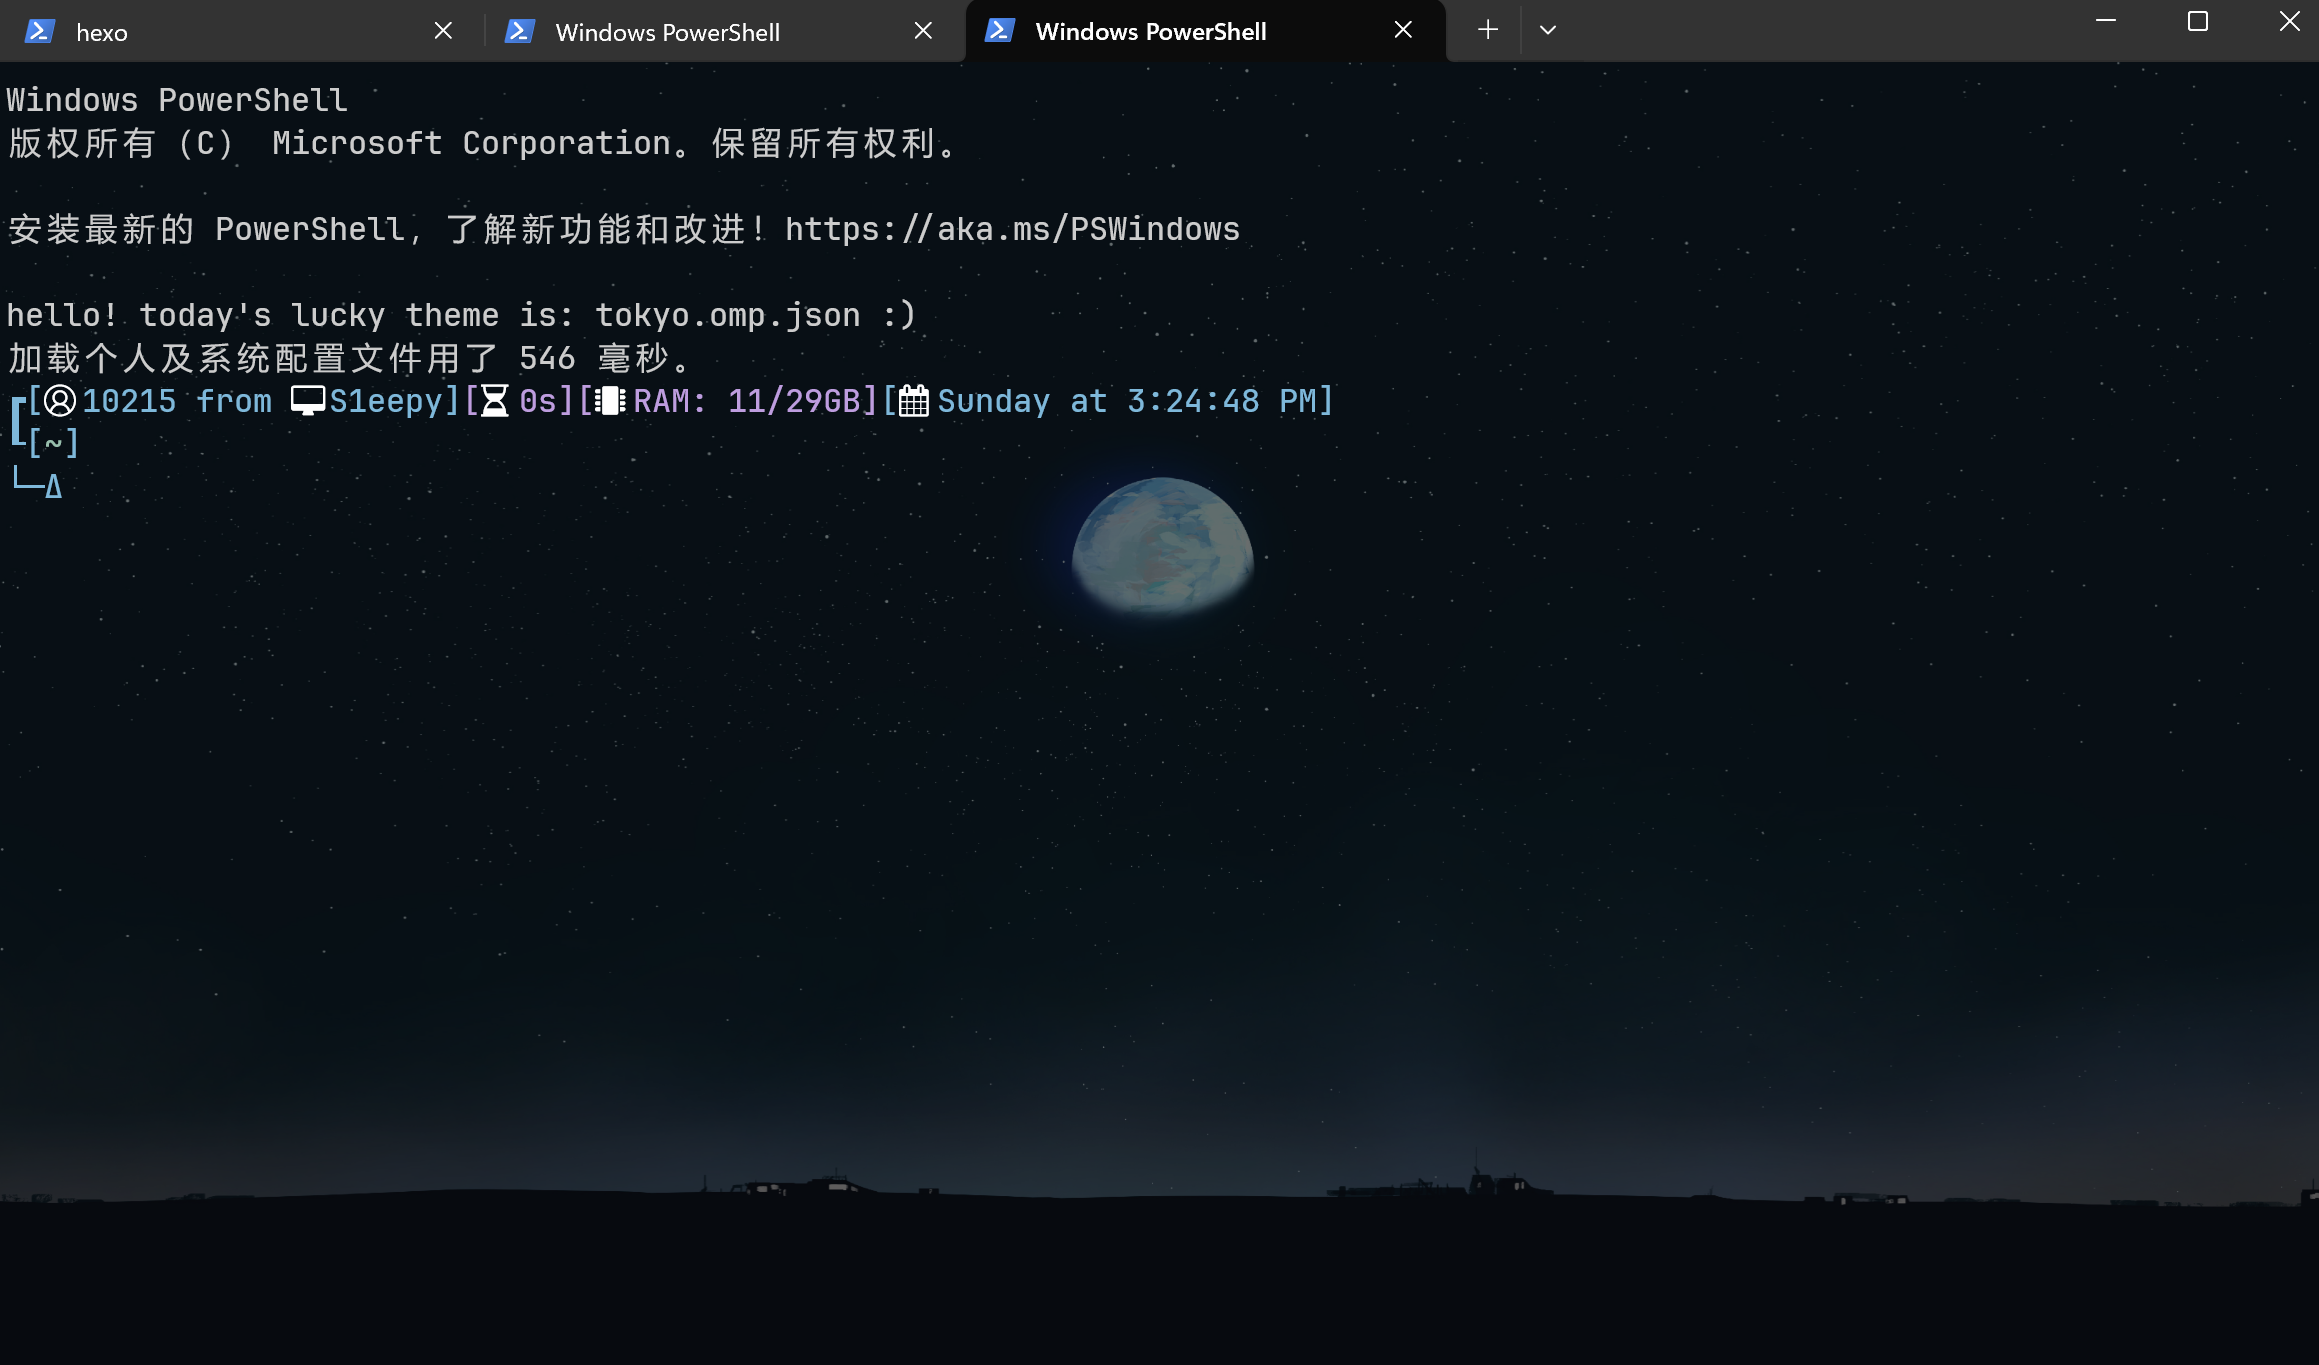 hexo
Windows PowerShell
Windows PowerShell
Windows PowerShell
版权所有（C） Microsoft Corporation。保留所有权利。
安装最新的 PowerShell，了解新功能和改进！https://aka.ms/PSWindows
hello! today's lucky theme is: tokyo.omp.json :)
加载个人及系统配置文件用了 546 毫秒。
┏[10215 from S1eepy][0s][RAM: 11/29GB][Sunday at 3:24:48 PM]
┖[~]
└─Δ